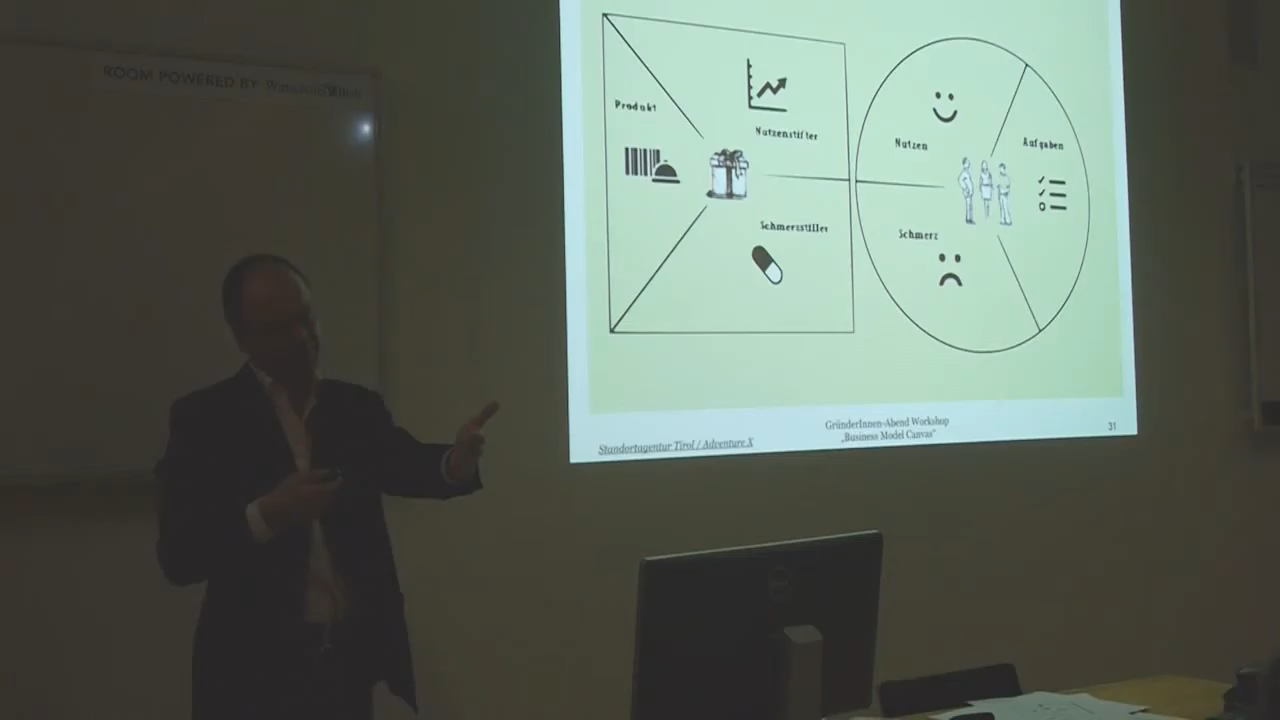 ROOM POWERED BY
Produkt
Nutzenstifter
Schmerzstiller
Nutzen
Aufgaben
Schmerz
GründerInnen-Abend Workshop
„Business Model Canvas“
Standortagentur Tirol / Adventure X
31